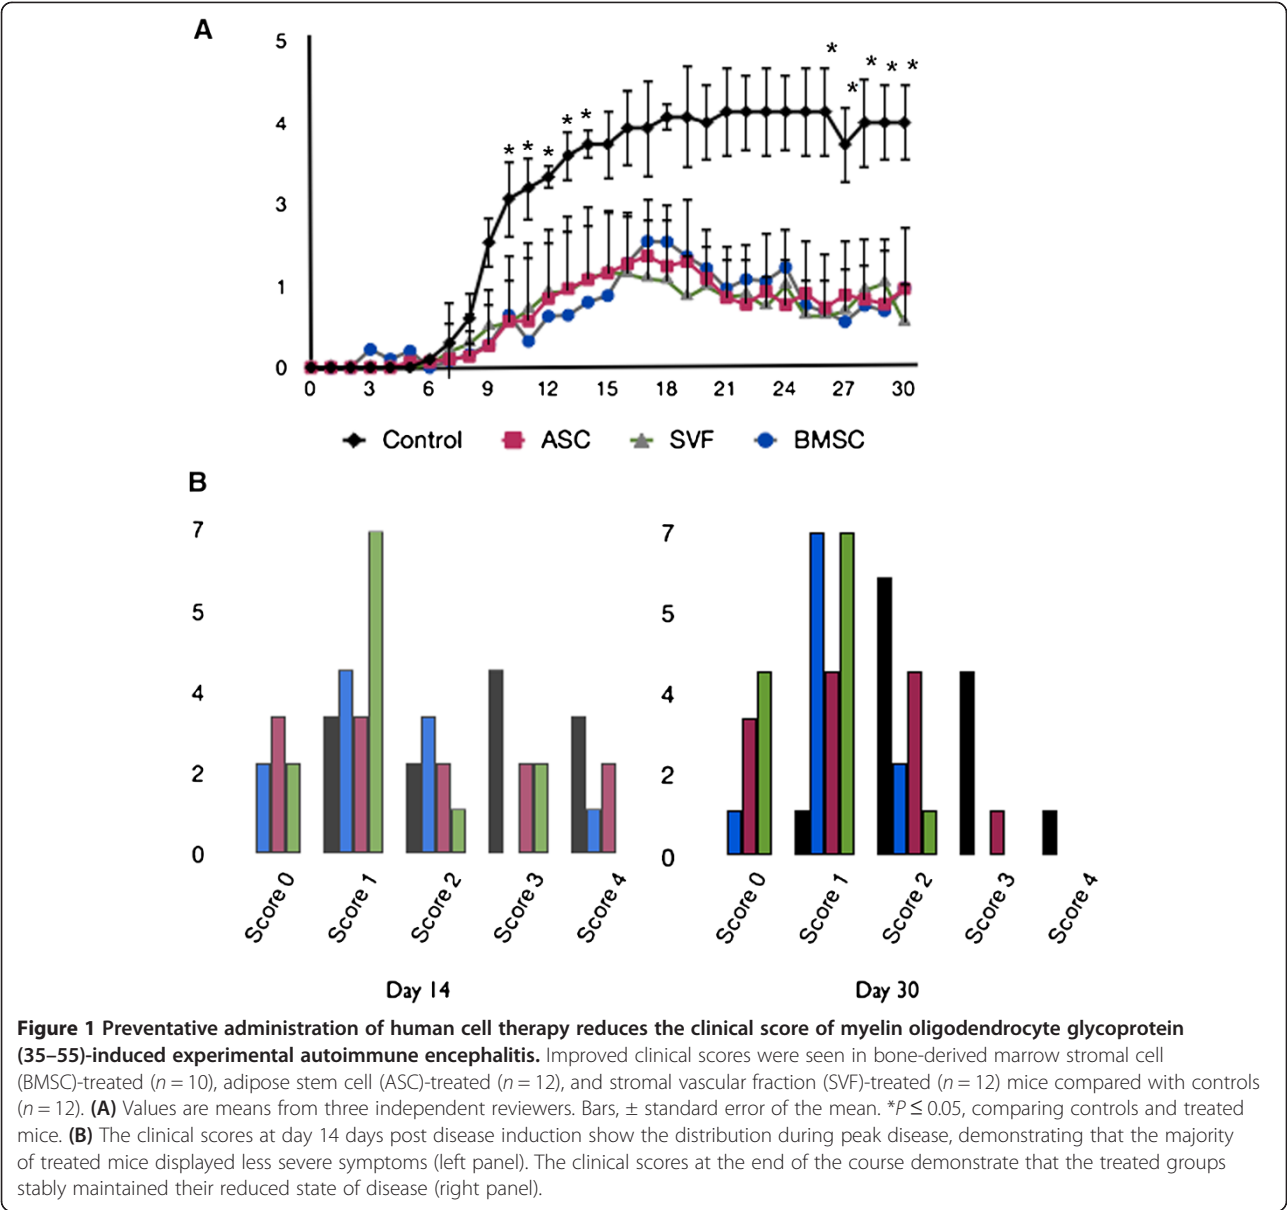 A
5
4
3
1
0
* * * * * * * * * *
0 3 6 9 12 15 18 21 24 27 30
Control ASC SVF BMSC
B
7
5
4
2
0
Score 0 Score 1 Score 2 Score 3 Score 4
Day 14
7
5
4
2
0
Score 0 Score 1 Score 2 Score 3 Score 4
Day 30
Figure 1 Preventative administration of human cell therapy reduces the clinical score of myelin oligodendrocyte glycoprotein
(35–55)-induced experimental autoimmune encephalitis. Improved clinical scores were seen in bone-derived marrow stromal cell
(BMSC)-treated (n = 10), adipose stem cell (ASC)-treated (n = 12), and stromal vascular fraction (SVF)-treated (n = 12) mice compared with controls
(n = 12). (A) Values are means from three independent reviewers. Bars, ± standard error of the mean. *P ≤ 0.05, comparing controls and treated
mice. (B) The clinical scores at day 14 days post disease induction show the distribution during peak disease, demonstrating that the majority
of treated mice displayed less severe symptoms (left panel). The clinical scores at the end of the course demonstrate that the treated groups
stably maintained their reduced state of disease (right panel).